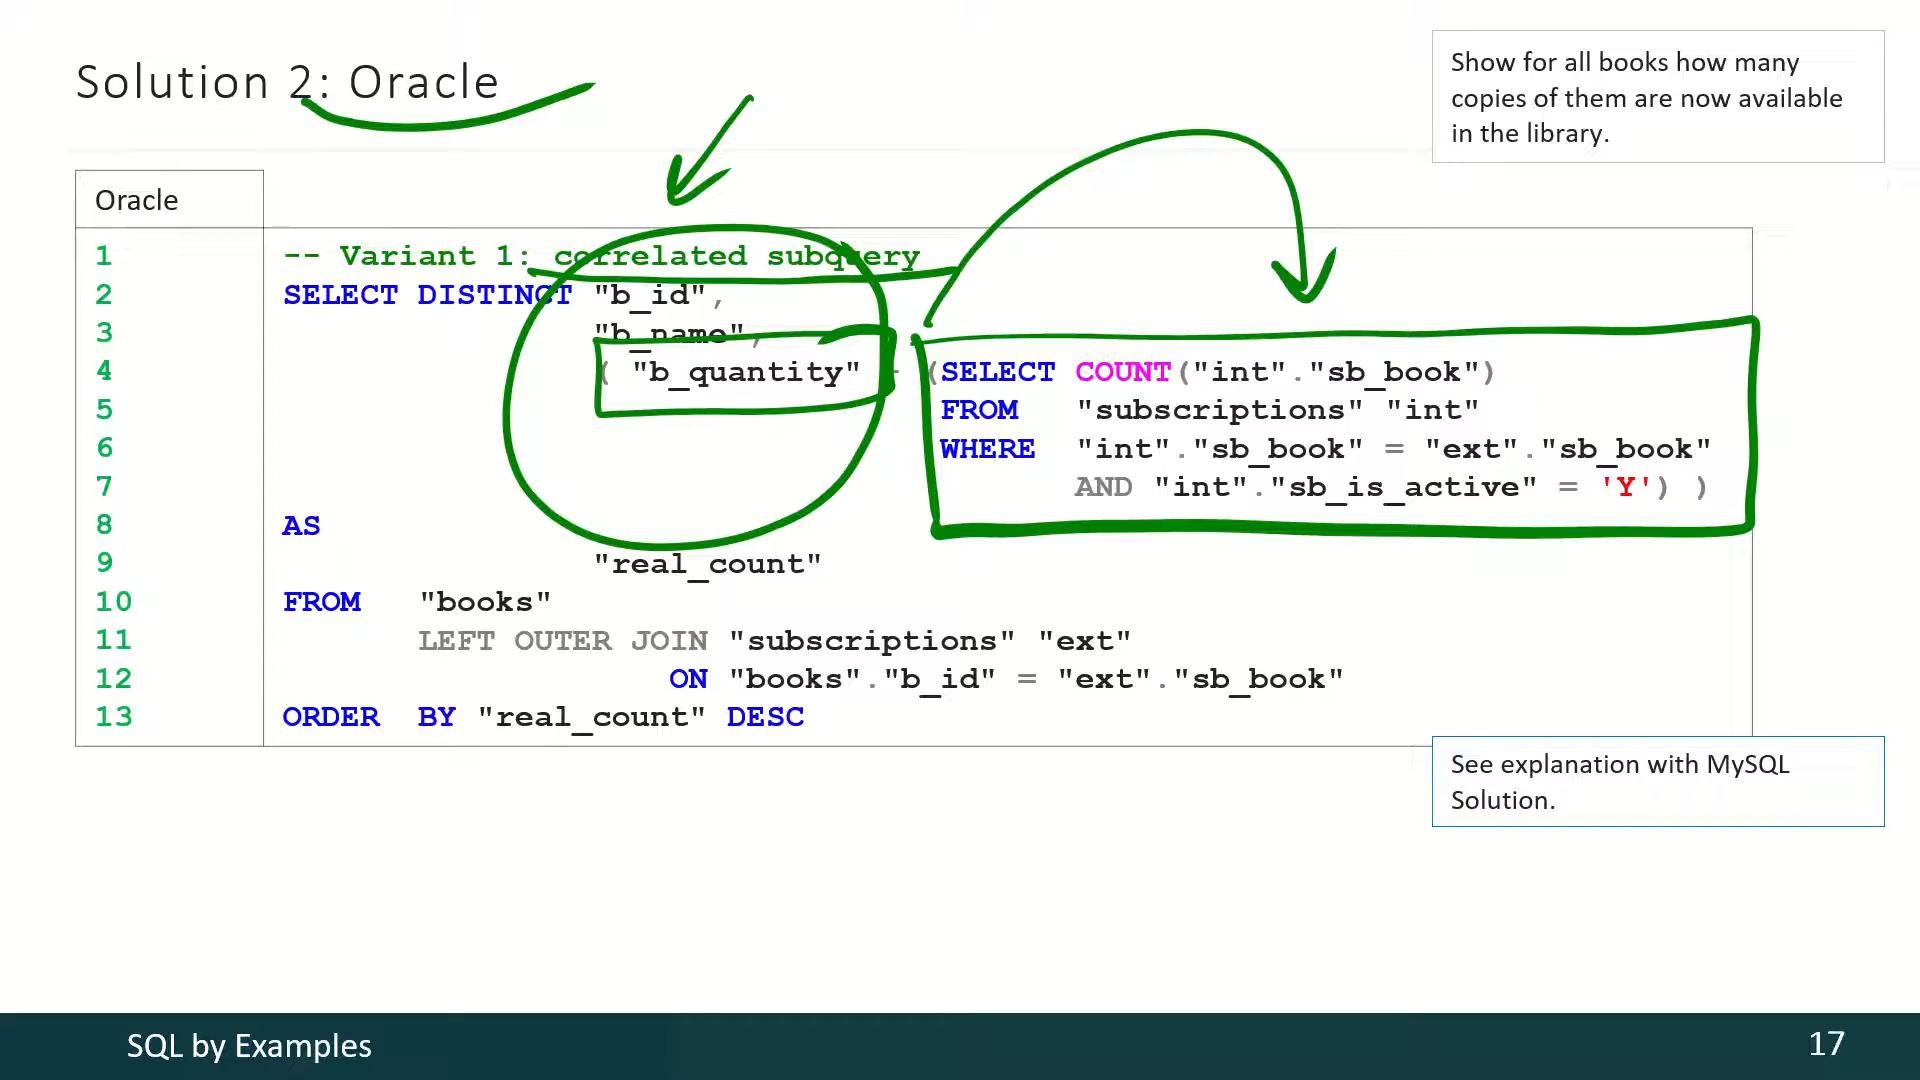 Solution 2: Oracle
Show for all books how many
copies of them are now available
in the library.
Oracle
1 -- Variant 1: correlated subquery
2 SELECT DISTINCT "b_id",
3 "b_name",
4 ( "b_quantity" - (SELECT COUNT("int"."sb_book")
5 FROM "subscriptions" "int"
6 WHERE "int"."sb_book" = "ext"."sb_book"
7 AND "int"."sb_is_active" = 'Y') )
8 AS
9 "real_count"
10 FROM "books"
11 LEFT OUTER JOIN "subscriptions" "ext"
12 ON "books"."b_id" = "ext"."sb_book"
13 ORDER BY "real_count" DESC
See explanation with MySQL
Solution.
SQL by Examples
17